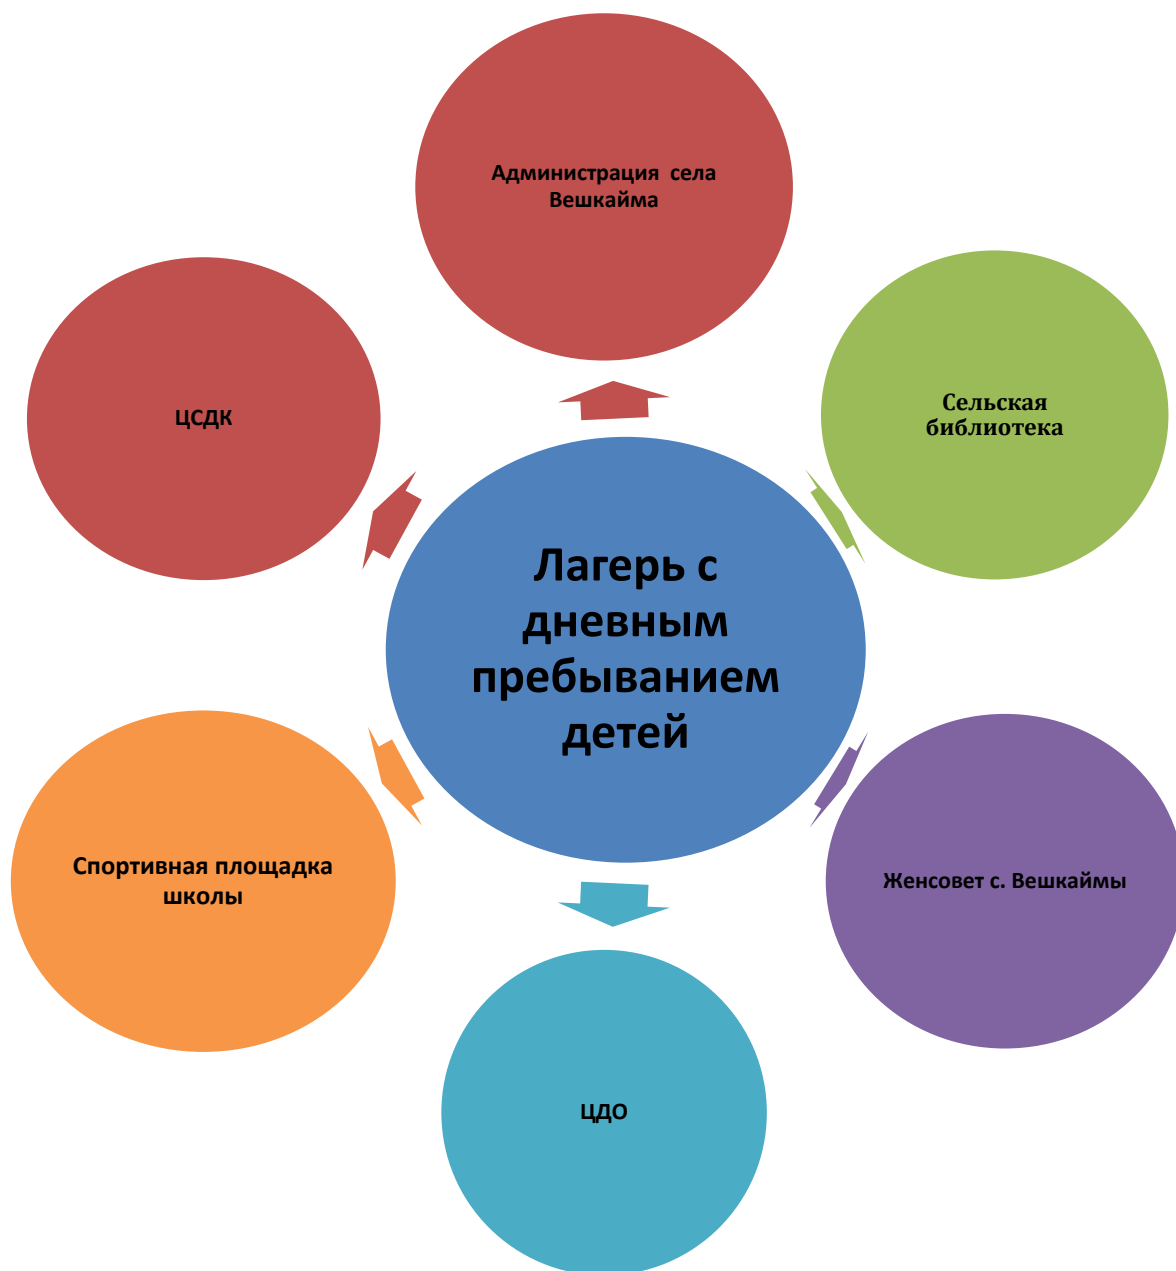 Администрация села
Вешкайма
Сельская
библиотека
ЦСДК
Лагерь с
дневным
пребыванием
детей
Спортивная площадка
школы
Женсовет с. Вешкаймы
ЦДО